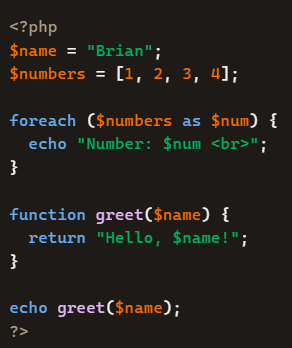 <?php
$name = "Brian";
$numbers = [1, 2, 3, 4];

foreach ($numbers as $num) {
  echo "Number: $num <br>";
}

function greet($name) {
  return "Hello, $name!";
}

echo greet($name);
?>